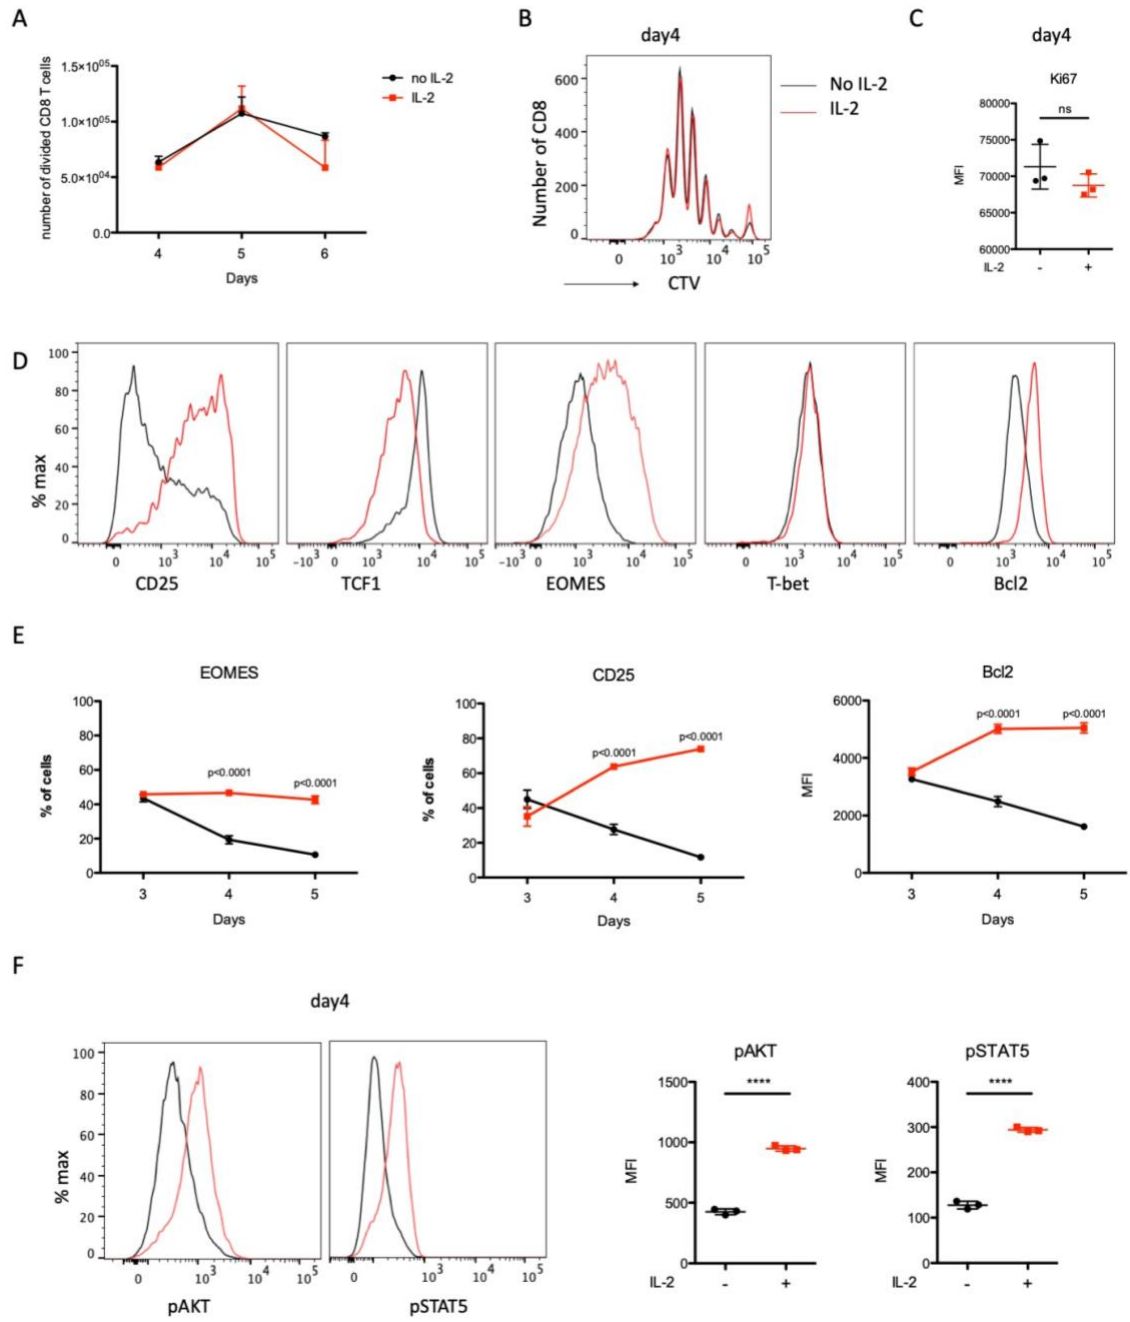 A
1.5×10⁰⁵
1.0×10⁰⁵
5.0×10⁰⁴
0.0
number of divided CD8 T cells
4 5 6
Days
no IL-2
IL-2
B
day4
600
400
200
0
Number of CD8
0 10³ 10⁴ 10⁵
CTV
No IL-2
IL-2
C
day4
Ki67
ns
80000
75000
70000
65000
60000
MFI
IL-2 - +
D
100
80
60
40
20
0
% max
0 10³ 10⁴ 10⁵
CD25
-10³ 0 10³ 10⁴ 10⁵
TCF1
-10³ 0 10³ 10⁴ 10⁵
EOMES
0 10³ 10⁴ 10⁵
T-bet
0 10³ 10⁴ 10⁵
Bcl2
E
EOMES
100
80
60
40
20
0
% of cells
p<0.0001
p<0.0001
3 4 5
Days
CD25
100
80
60
40
20
0
% of cells
p<0.0001
p<0.0001
3 4 5
Days
Bcl2
6000
4000
2000
0
MFI
p<0.0001
p<0.0001
3 4 5
Days
F
day4
100
80
60
40
20
0
% max
0 10³ 10⁴ 10⁵
pAKT
0 10³ 10⁴ 10⁵
pSTAT5
pAKT
****
1500
1000
500
0
MFI
IL-2 - +
pSTAT5
****
400
300
200
100
0
MFI
IL-2 - +